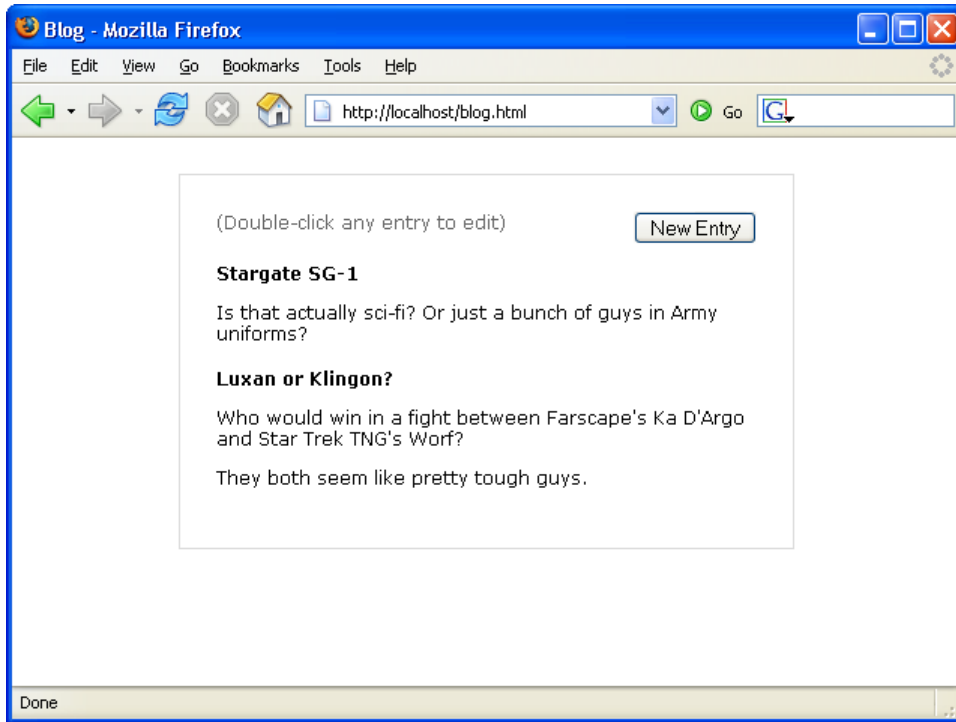 Blog - Mozilla Firefox
File Edit View Go Bookmarks Tools Help
http://localhost/blog.html Go G
(Double-click any entry to edit) New Entry
Stargate SG-1
Is that actually sci-fi? Or just a bunch of guys in Army
uniforms?
Luxan or Klingon?
Who would win in a fight between Farscape's Ka D'Argo
and Star Trek TNG's Worf?
They both seem like pretty tough guys.
Done